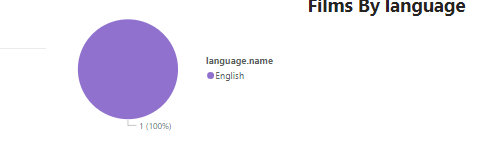 Films By language
language.name
English
1 (100%)